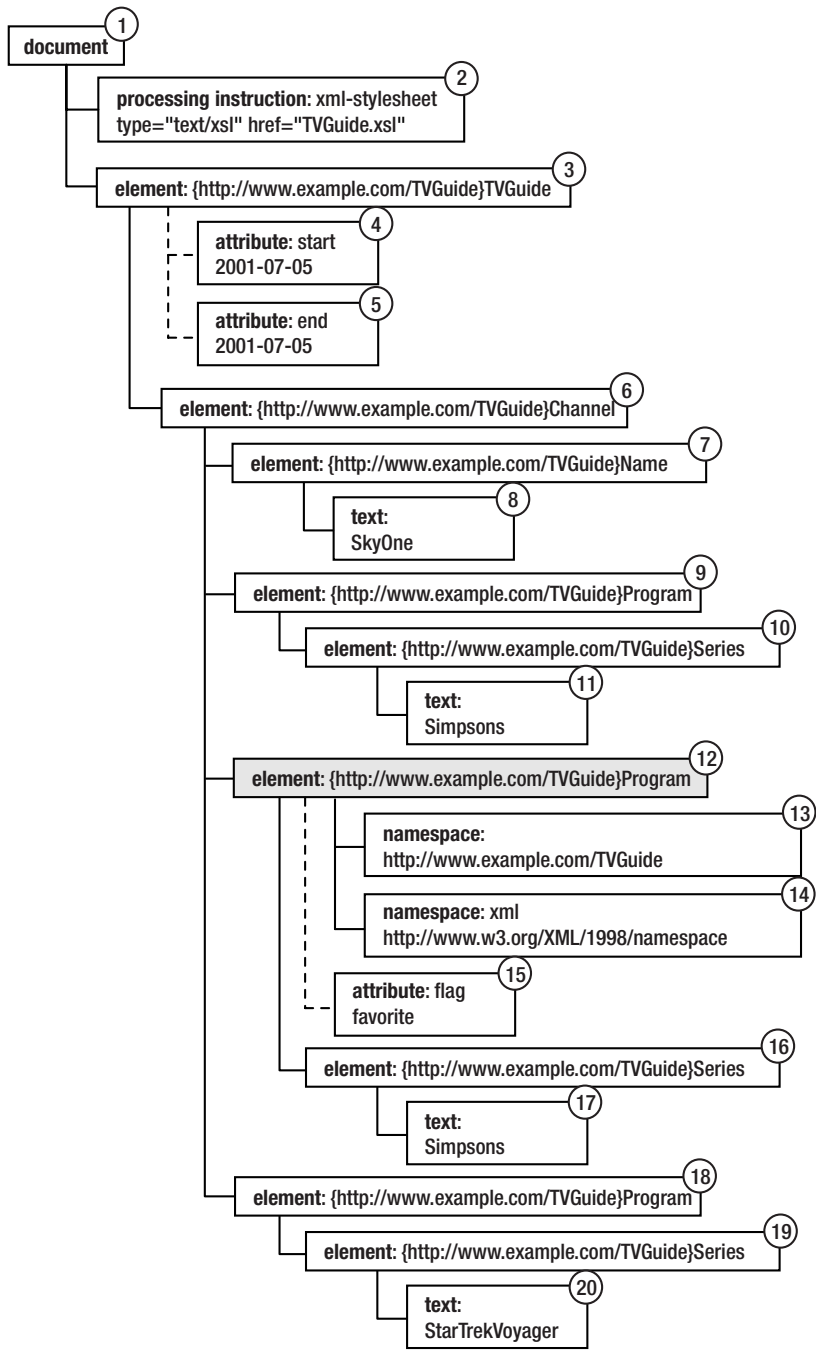 1
document
2
processing instruction: xml-stylesheet
type="text/xsl" href="TVGuide.xsl"
3
element: {http://www.example.com/TVGuide}TVGuide
4
attribute: start
2001-07-05
5
attribute: end
2001-07-05
6
element: {http://www.example.com/TVGuide}Channel
7
element: {http://www.example.com/TVGuide}Name
8
text:
SkyOne
9
element: {http://www.example.com/TVGuide}Program
10
element: {http://www.example.com/TVGuide}Series
11
text:
Simpsons
12
element: {http://www.example.com/TVGuide}Program
13
namespace:
http://www.example.com/TVGuide
14
namespace: xml
http://www.w3.org/XML/1998/namespace
15
attribute: flag
favorite
16
element: {http://www.example.com/TVGuide}Series
17
text:
Simpsons
18
element: {http://www.example.com/TVGuide}Program
19
element: {http://www.example.com/TVGuide}Series
20
text:
StarTrekVoyager